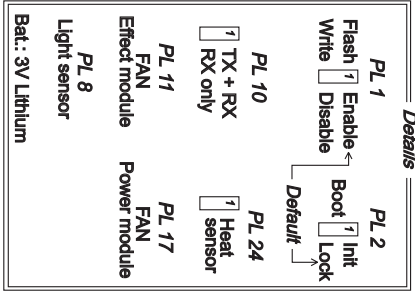 Details
PL 1
Flash 1 Enable
Write Disable
PL 2
1 Init
Boot Lock
Default
PL 10
1 TX + RX
RX only
PL 24
1 Heat
sensor
PL 11
FAN
Effect module
PL 17
FAN
Power module
PL 8
Light sensor
Bat.: 3V Lithium